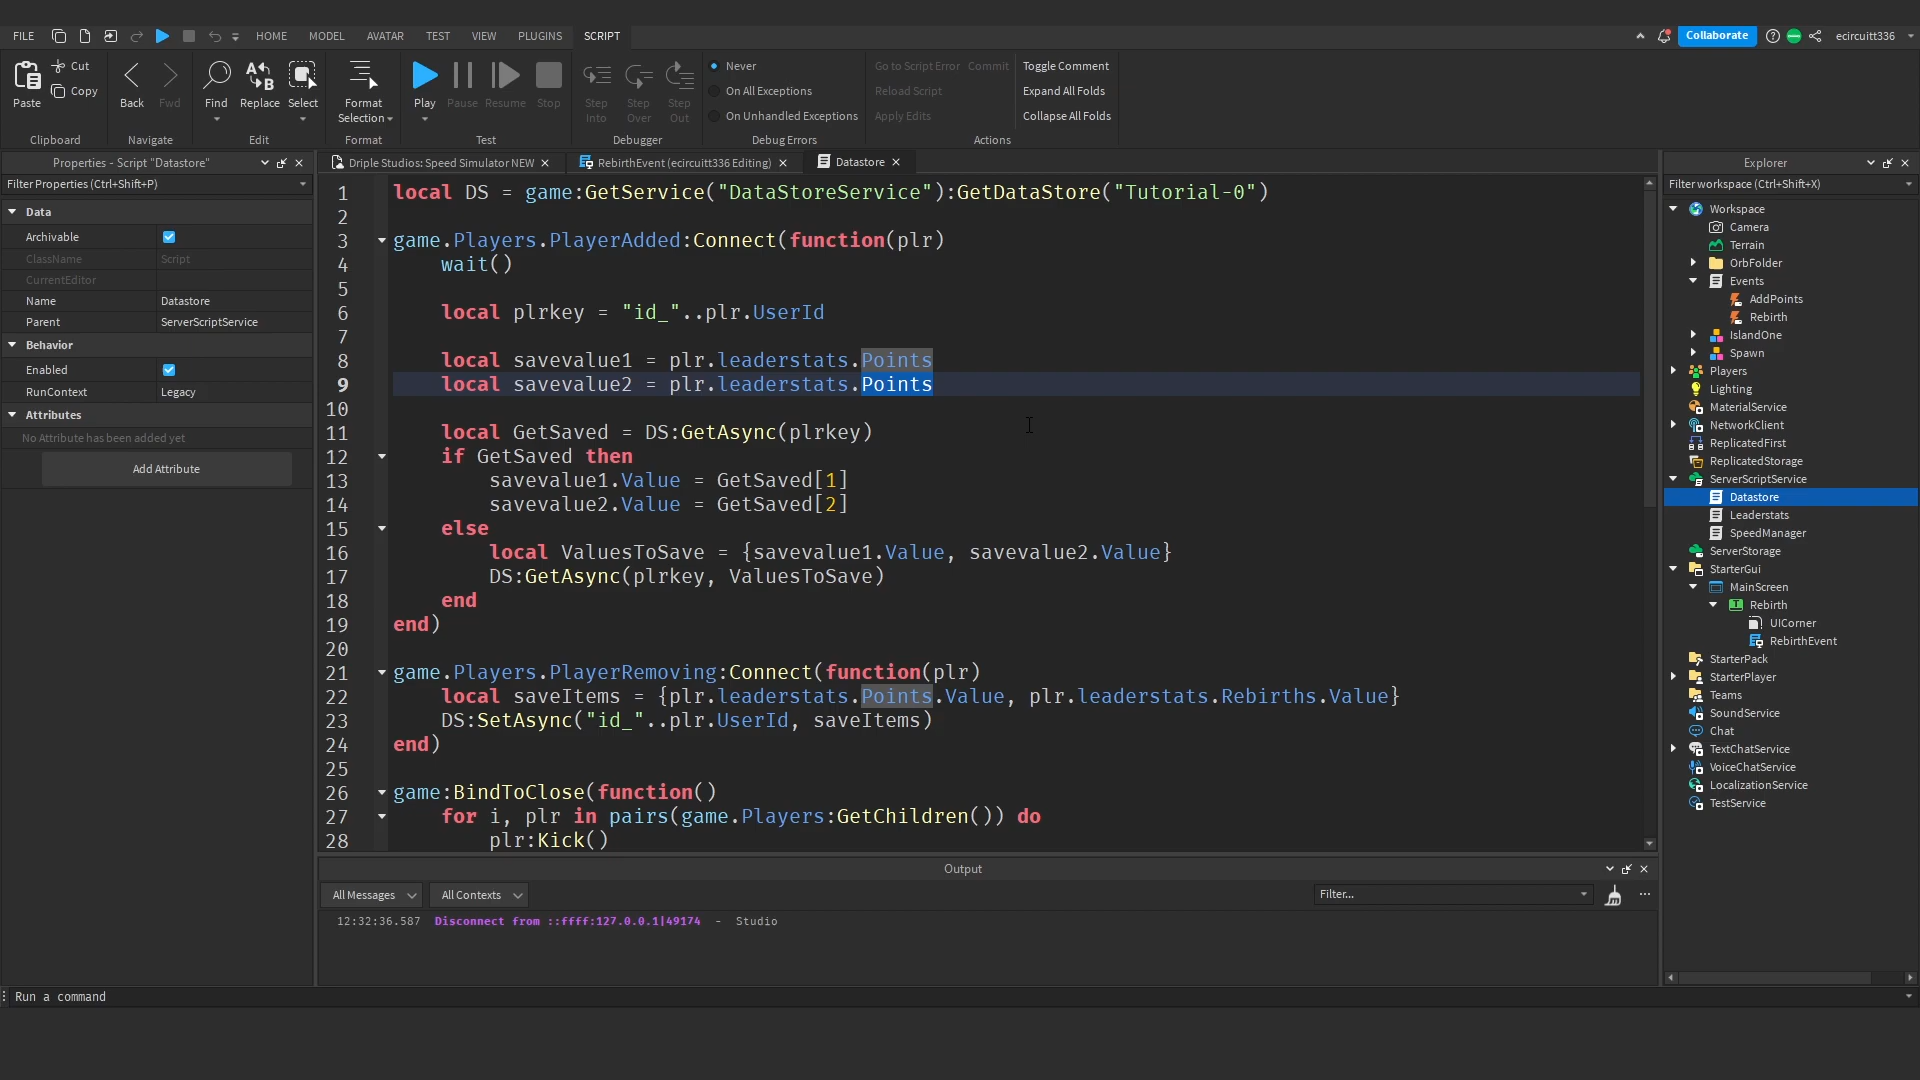 FILE HOME MODEL AVATAR TEST VIEW PLUGINS SCRIPT Collaborate ecircuitt336
Paste Cut Copy Back Fwd Find Replace Select Format Selection Play Pause Resume Stop Step Into Step Over Step Out
Never
On All Exceptions
On Unhandled Exceptions
Go to Script Error Commit
Reload Script
Apply Edits
Toggle Comment
Expand All Folds
Collapse All Folds
Clipboard Navigate Edit Format Test Debugger Debug Errors Actions
Properties - Script "Datastore"
Filter Properties (Ctrl+Shift+P)
Data
Archivable
ClassName Script
CurrentEditor
Name Datastore
Parent ServerScriptService
Behavior
Enabled
RunContext Legacy
Attributes
No Attribute has been added yet
Add Attribute
Driple Studios: Speed Simulator NEW RebirthEvent (ecircuitt336 Editing) Datastore
1 local DS = game:GetService("DataStoreService"):GetDataStore("Tutorial-0")
2
3 game.Players.PlayerAdded:Connect(function(plr)
4 wait()
5
6 local plrkey = "id_"..plr.UserId
7
8 local savevalue1 = plr.leaderstats.Points
9 local savevalue2 = plr.leaderstats.Points
10
11 local GetSaved = DS:GetAsync(plrkey)
12 if GetSaved then
13 savevalue1.Value = GetSaved[1]
14 savevalue2.Value = GetSaved[2]
15 else
16 local ValuesToSave = {savevalue1.Value, savevalue2.Value}
17 DS:GetAsync(plrkey, ValuesToSave)
18 end
19 end)
20
21 game.Players.PlayerRemoving:Connect(function(plr)
22 local saveItems = {plr.leaderstats.Points.Value, plr.leaderstats.Rebirths.Value}
23 DS:SetAsync("id_"..plr.UserId, saveItems)
24 end)
25
26 game:BindToClose(function()
27 for i, plr in pairs(game.Players:GetChildren()) do
28 plr:Kick()
Output
All Messages All Contexts Filter...
12:32:36.587 Disconnect from ::ffff:127.0.0.1|49174 - Studio
Run a command
Explorer
Filter workspace (Ctrl+Shift+X)
Workspace
Camera
Terrain
OrbFolder
Events
AddPoints
Rebirth
IslandOne
Spawn
Players
Lighting
MaterialService
NetworkClient
ReplicatedFirst
ReplicatedStorage
ServerScriptService
Datastore
Leaderstats
SpeedManager
ServerStorage
StarterGui
MainScreen
Rebirth
UICorner
RebirthEvent
StarterPack
StarterPlayer
Teams
SoundService
Chat
TextChatService
VoiceChatService
LocalizationService
TestService